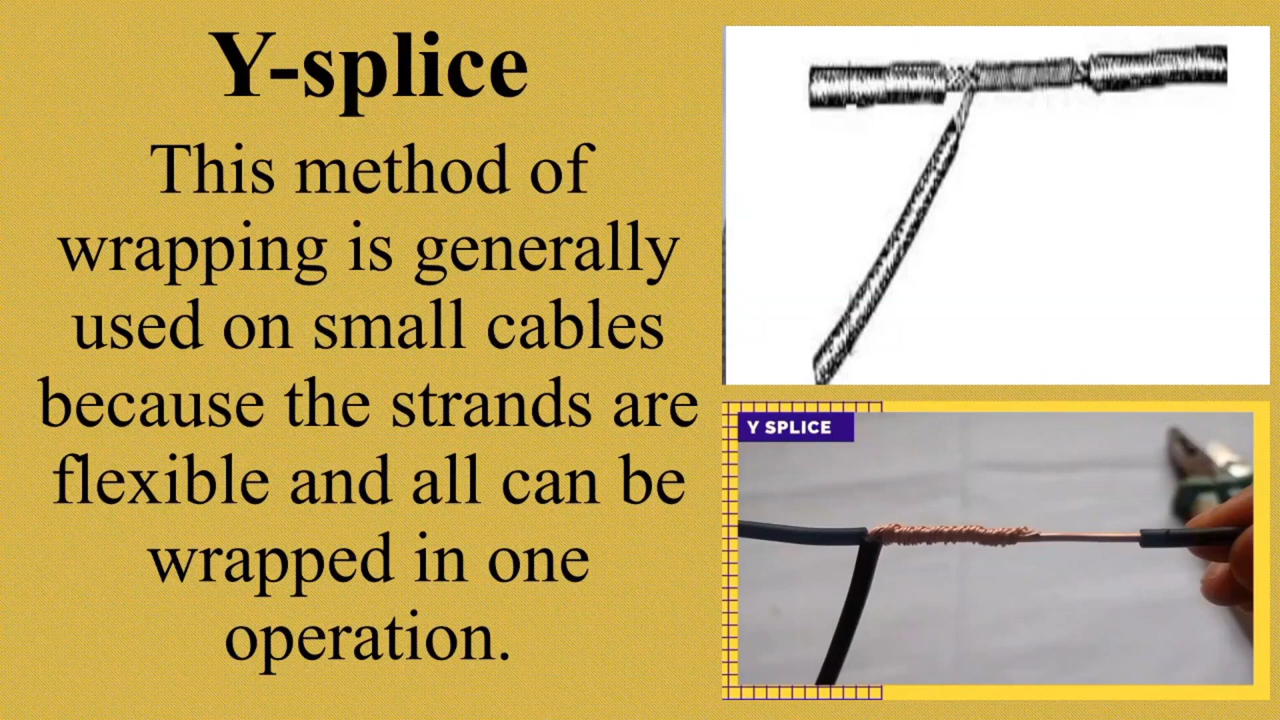 Y-splice
This method of
wrapping is generally
used on small cables
because the strands are
flexible and all can be
wrapped in one
operation.
Y SPLICE